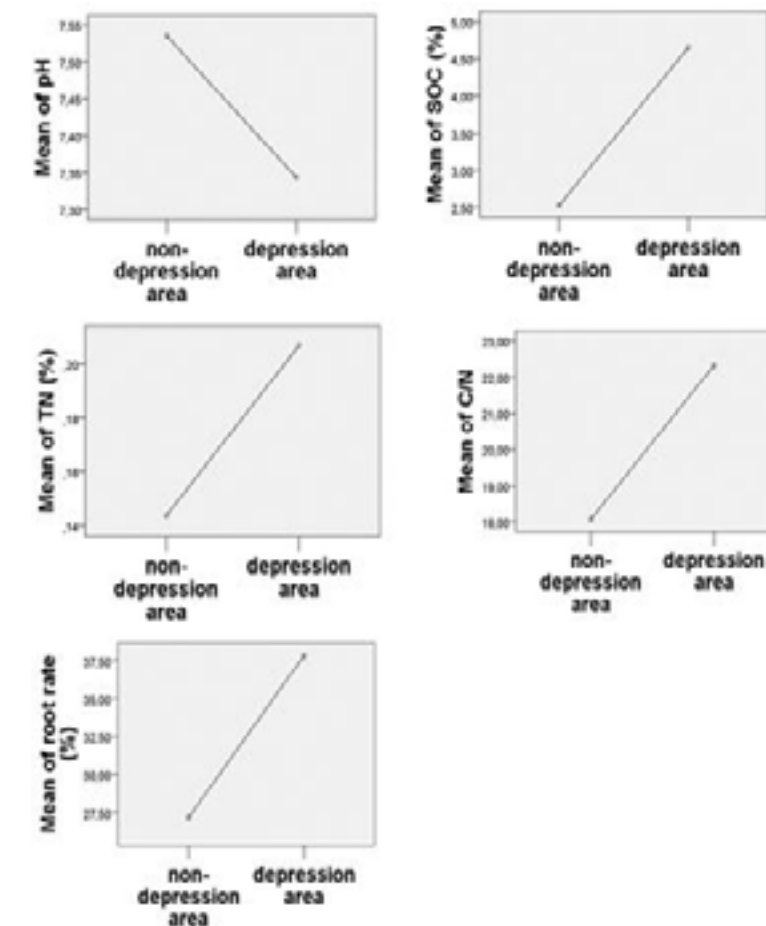 Mean of pH
7,55
7,50
7,45
7,40
7,35
7,30
non-
depression
area
depression
area
Mean of SOC (%)
5,00
4,50
4,00
3,50
3,00
2,50
non-
depression
area
depression
area
Mean of TN (%)
,20
,18
,16
,14
non-
depression
area
depression
area
Mean of C/N
23,00
22,00
21,00
20,00
19,00
18,00
non-
depression
area
depression
area
Mean of root rate
(%)
37,50
35,00
32,50
30,00
27,50
non-
depression
area
depression
area